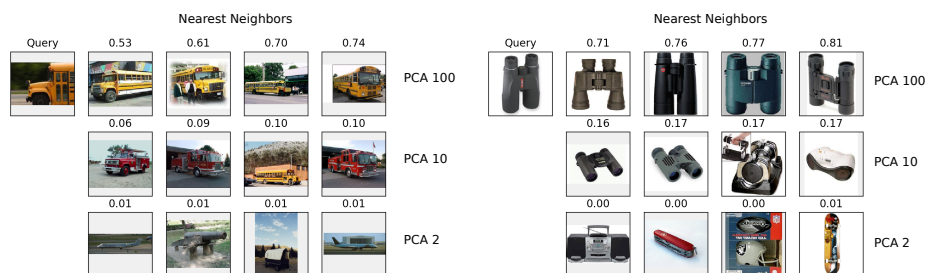 Nearest Neighbors
Query 0.53 0.61 0.70 0.74
PCA 100
0.06 0.09 0.10 0.10
PCA 10
0.01 0.01 0.01 0.01
PCA 2
Nearest Neighbors
Query 0.71 0.76 0.77 0.81
PCA 100
0.16 0.17 0.17 0.17
PCA 10
0.00 0.00 0.00 0.01
PCA 2